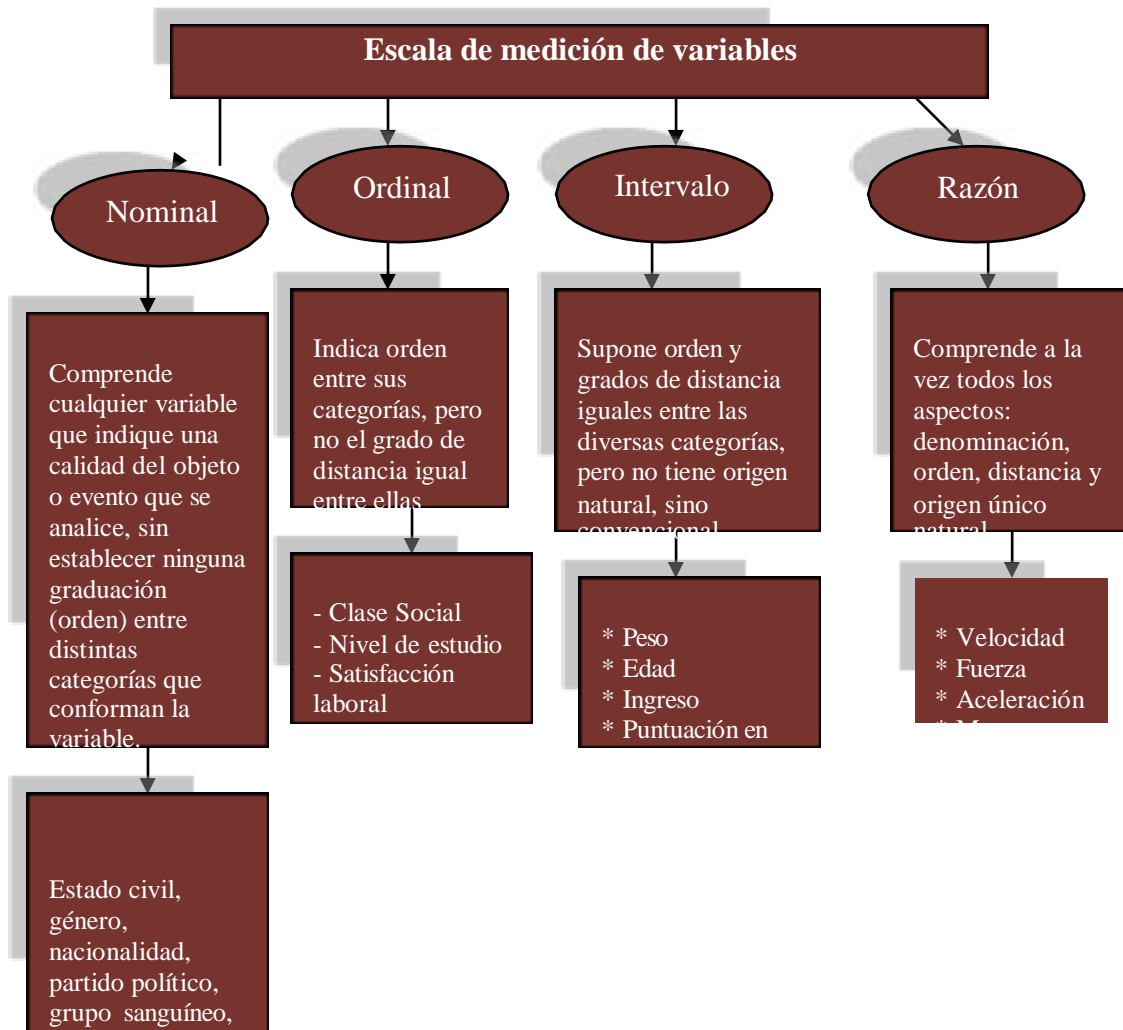 Escala de medición de variables
Nominal
Comprende
cualquier variable
que indique una
calidad del objeto
o evento que se
analice, sin
establecer ninguna
graduación
(orden) entre
distintas
categorías que
conforman la
variable.
Estado civil,
género,
nacionalidad,
partido político,
grupo sanguíneo,
Ordinal
Indica orden
entre sus
categorías, pero
no el grado de
distancia igual
entre ellas
- Clase Social
- Nivel de estudio
- Satisfacción
laboral
Intervalo
Supone orden y
grados de distancia
iguales entre las
diversas categorías,
pero no tiene origen
natural, sino
convencional
* Peso
* Edad
* Ingreso
* Puntuación en
Razón
Comprende a la
vez todos los
aspectos:
denominación,
orden, distancia y
origen único
natural
* Velocidad
* Fuerza
* Aceleración
*